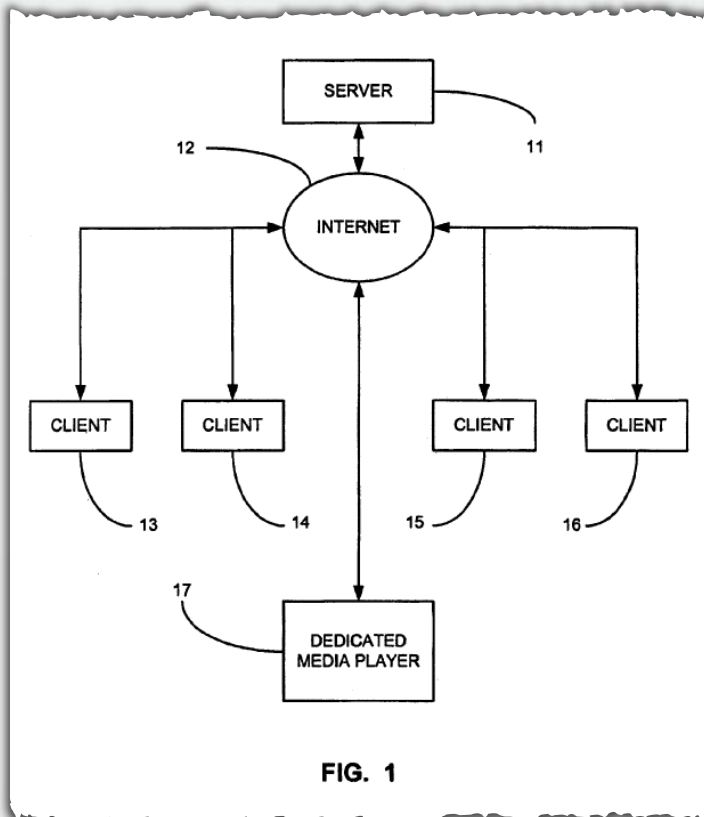 SERVER
12
11
INTERNET
CLIENT
CLIENT
CLIENT
CLIENT
13
14
15
16
17
DEDICATED
MEDIA PLAYER
FIG. 1